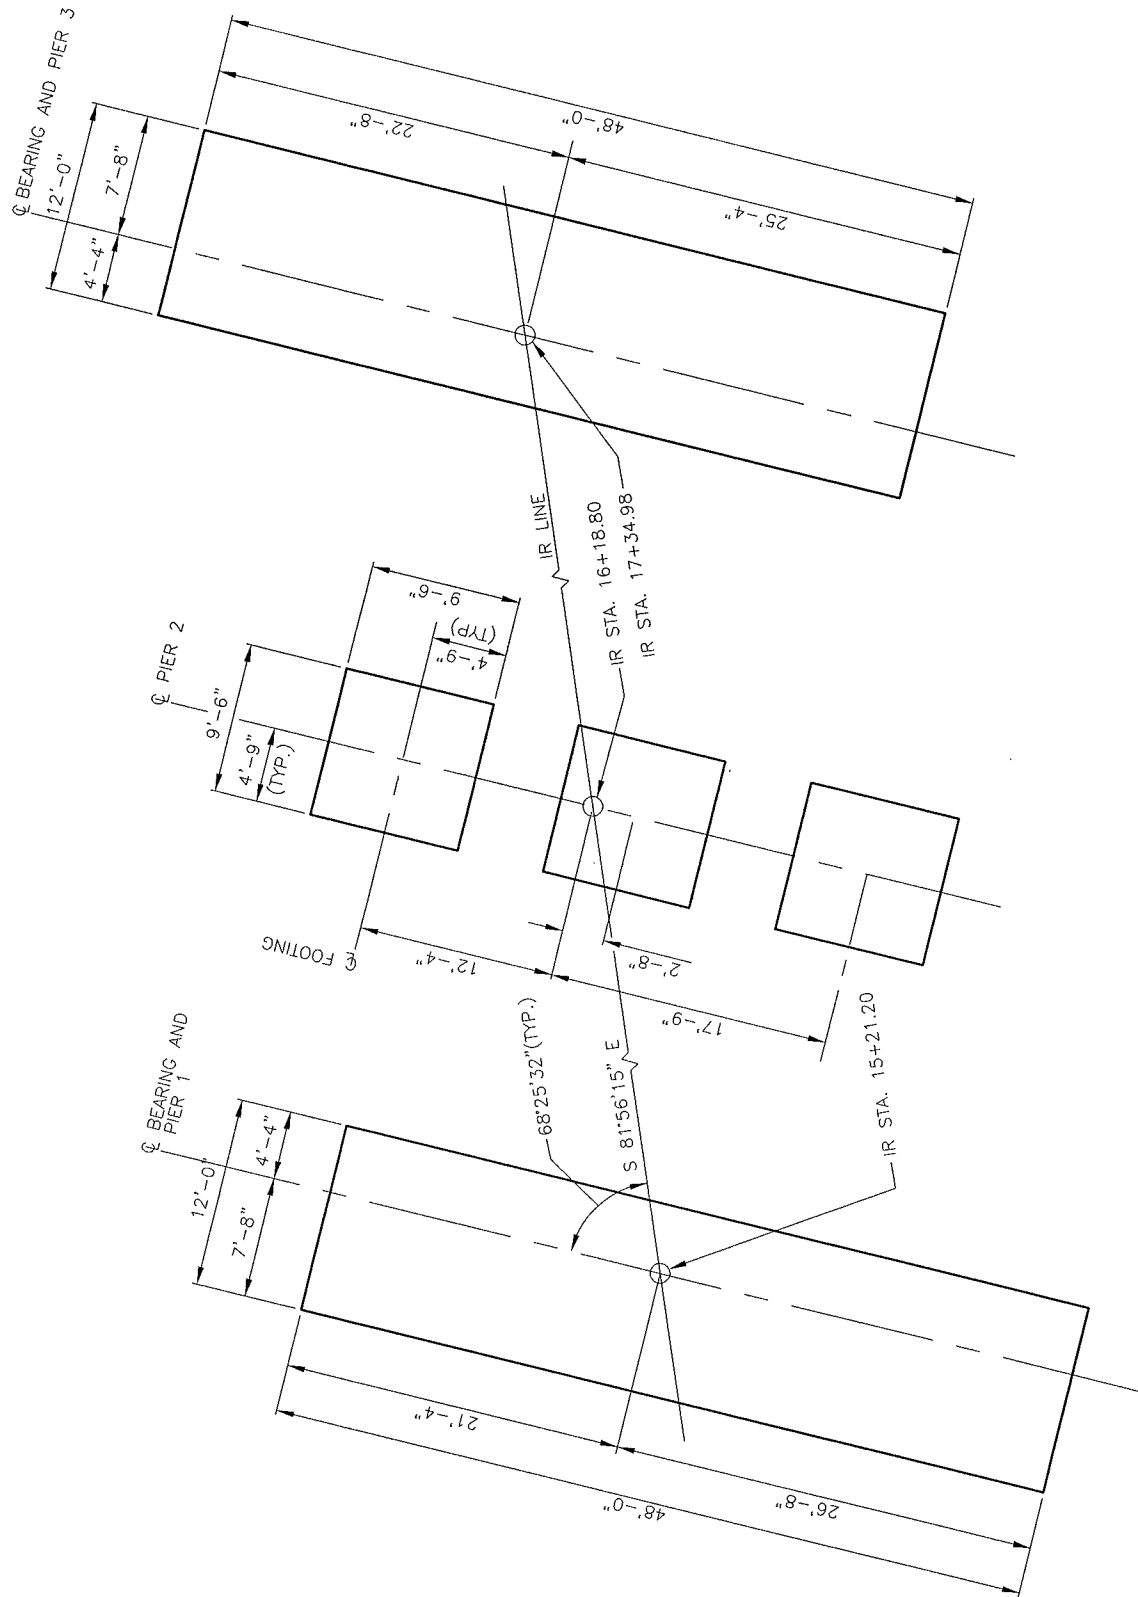 ℄ BEARING AND PIER 3
12'-0"
4'-4"
7'-8"
22'-8"
48'-0"
25'-4"
IR LINE
IR STA. 16+18.80
IR STA. 17+34.98
℄ PIER 2
9'-6"
4'-9"
(TYP.)
9'-6"
4'-9"
(TYP)
℄ FOOTING
12'-4"
2'-8"
17'-9"
68°25'32"(TYP.)
S 81°56'15" E
IR STA. 15+21.20
℄ BEARING AND
PIER 1
12'-0"
7'-8"
4'-4"
21'-4"
48'-0"
26'-8"